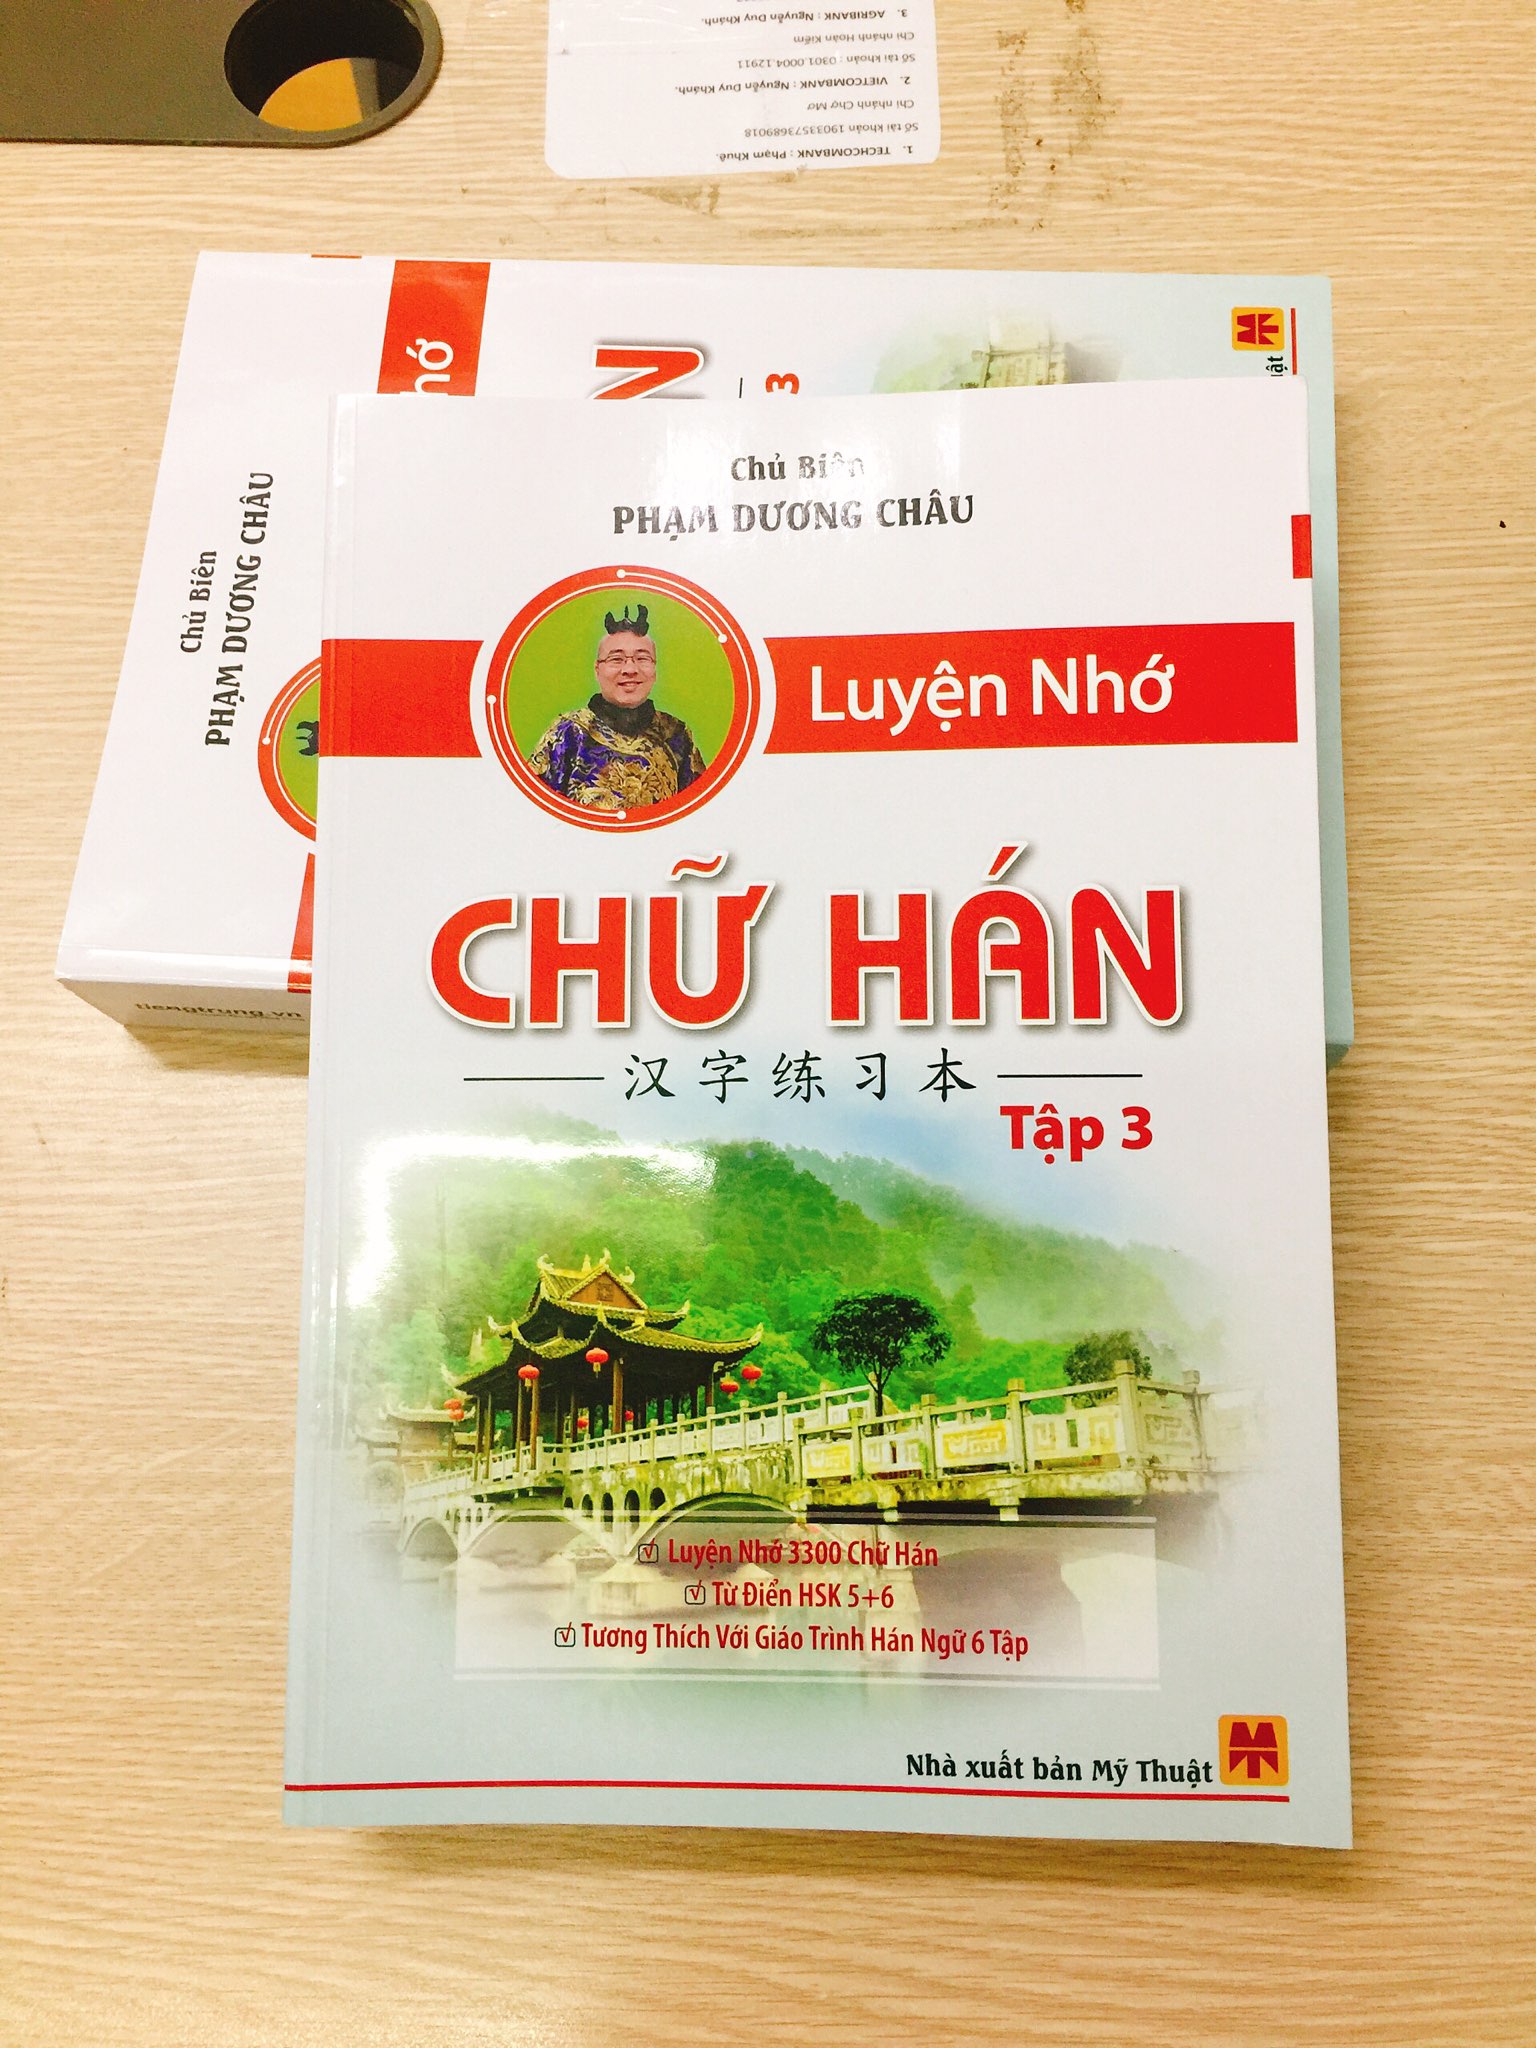 3. AGRIBANK : Nguyễn Duy Khánh.
Chi nhánh Hoàn Kiếm
Số tài khoản : 0301.0004.12911
2. VIETCOMBANK : Nguyễn Duy Khánh.
Chi nhánh Chợ Mơ
Số tài khoản 19033573689018
1. TECHCOMBANK : Phạm Khuê.
Chủ Biên
PHẠM DƯƠNG CHÂU
3
tiengtrung.vn
Chủ Biên
PHẠM DƯƠNG CHÂU
Luyện Nhớ
CHỮ HÁN
汉字练习本
Tập 3
Luyện Nhớ 3300 Chữ Hán
Từ Điển HSK 5+6
Tương Thích Với Giáo Trình Hán Ngữ 6 Tập
Nhà xuất bản Mỹ Thuật